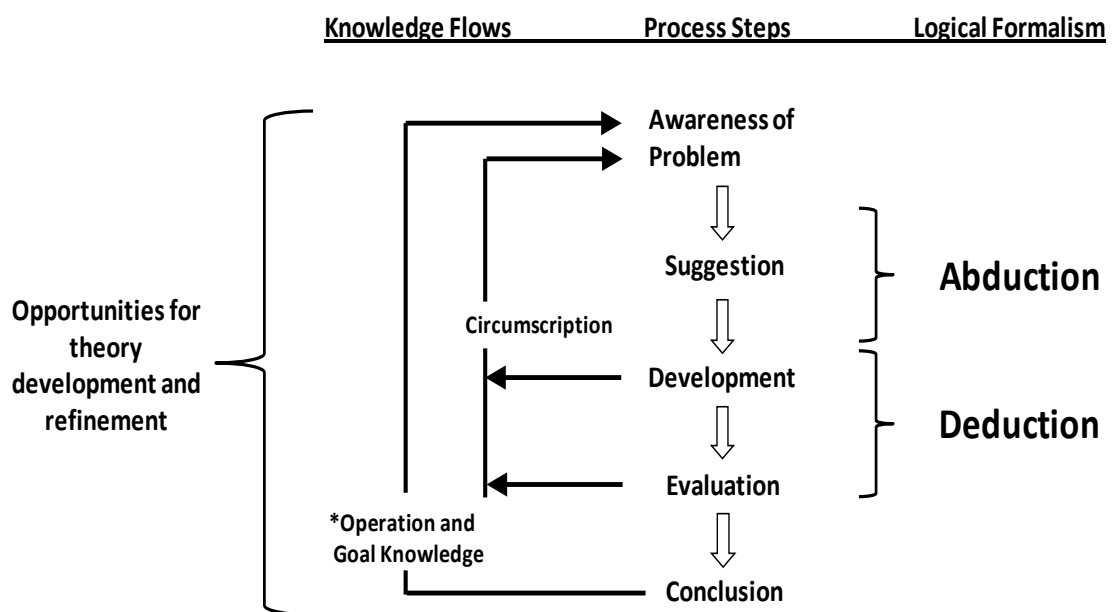 Knowledge Flows
Process Steps
Logical Formalism
Awareness of
Problem
Suggestion
Abduction
Opportunities for
theory
development and
refinement
Circumscription
Development
Deduction
Evaluation
*Operation and
Goal Knowledge
Conclusion